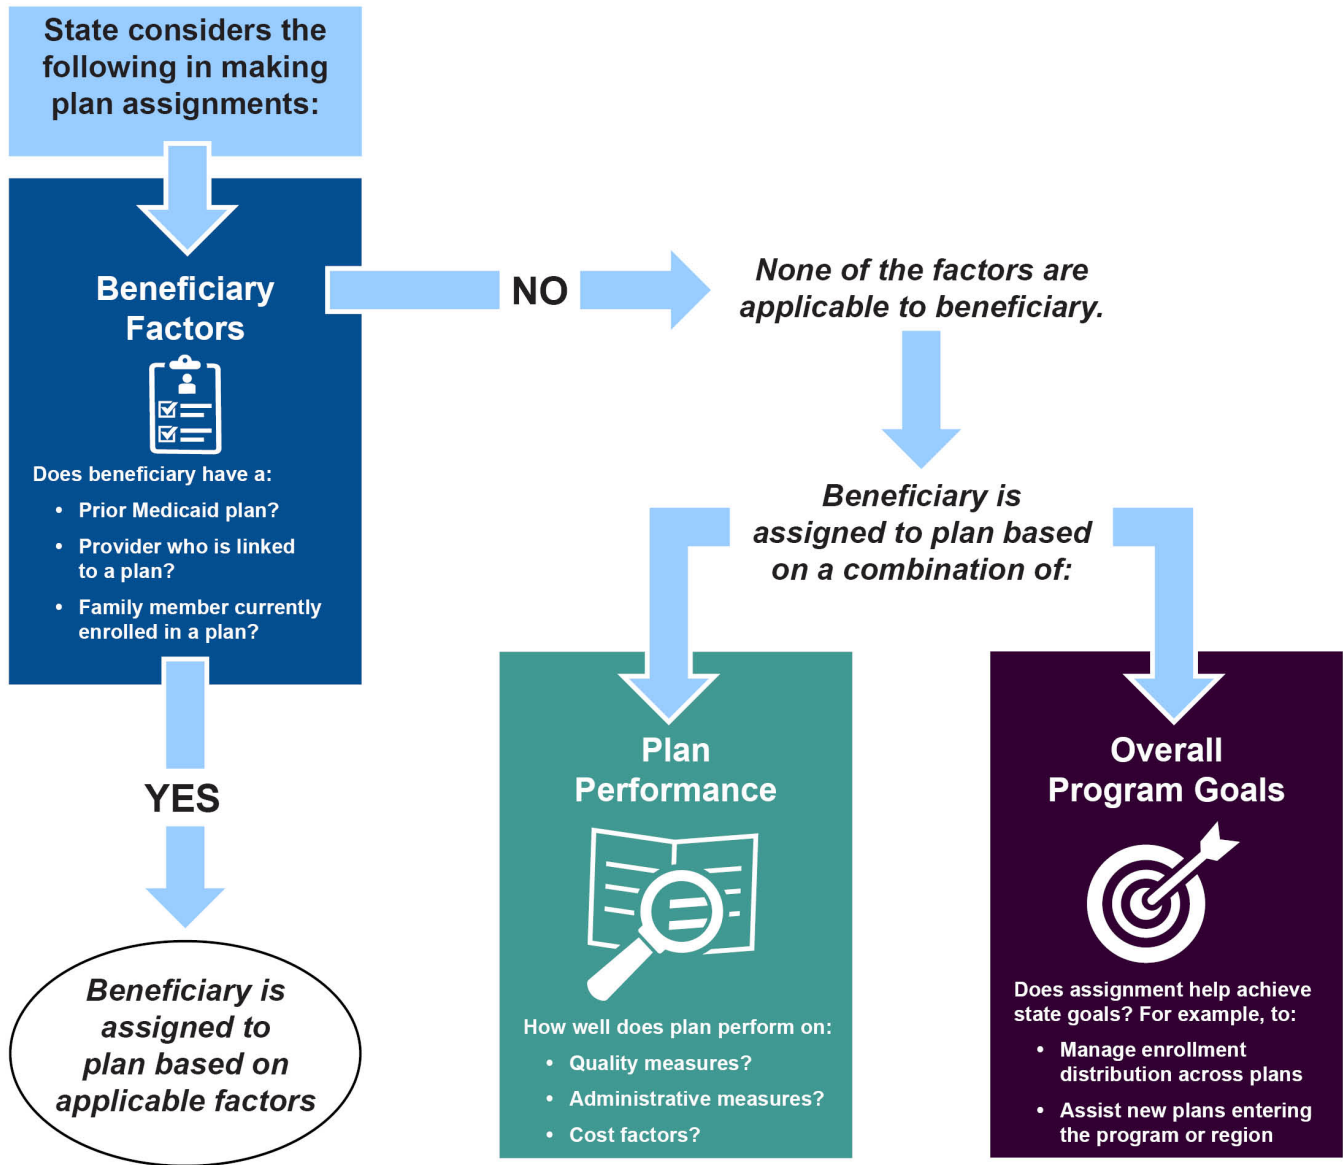 State considers the
following in making
plan assignments:
Beneficiary
Factors
Does beneficiary have a:
• Prior Medicaid plan?
• Provider who is linked
to a plan?
• Family member currently
enrolled in a plan?
YES
Beneficiary is
assigned to
plan based on
applicable factors
NO
None of the factors are
applicable to beneficiary.
Beneficiary is
assigned to plan based
on a combination of:
Plan
Performance
How well does plan perform on:
• Quality measures?
• Administrative measures?
• Cost factors?
Overall
Program Goals
Does assignment help achieve
state goals? For example, to:
• Manage enrollment
distribution across plans
• Assist new plans entering
the program or region